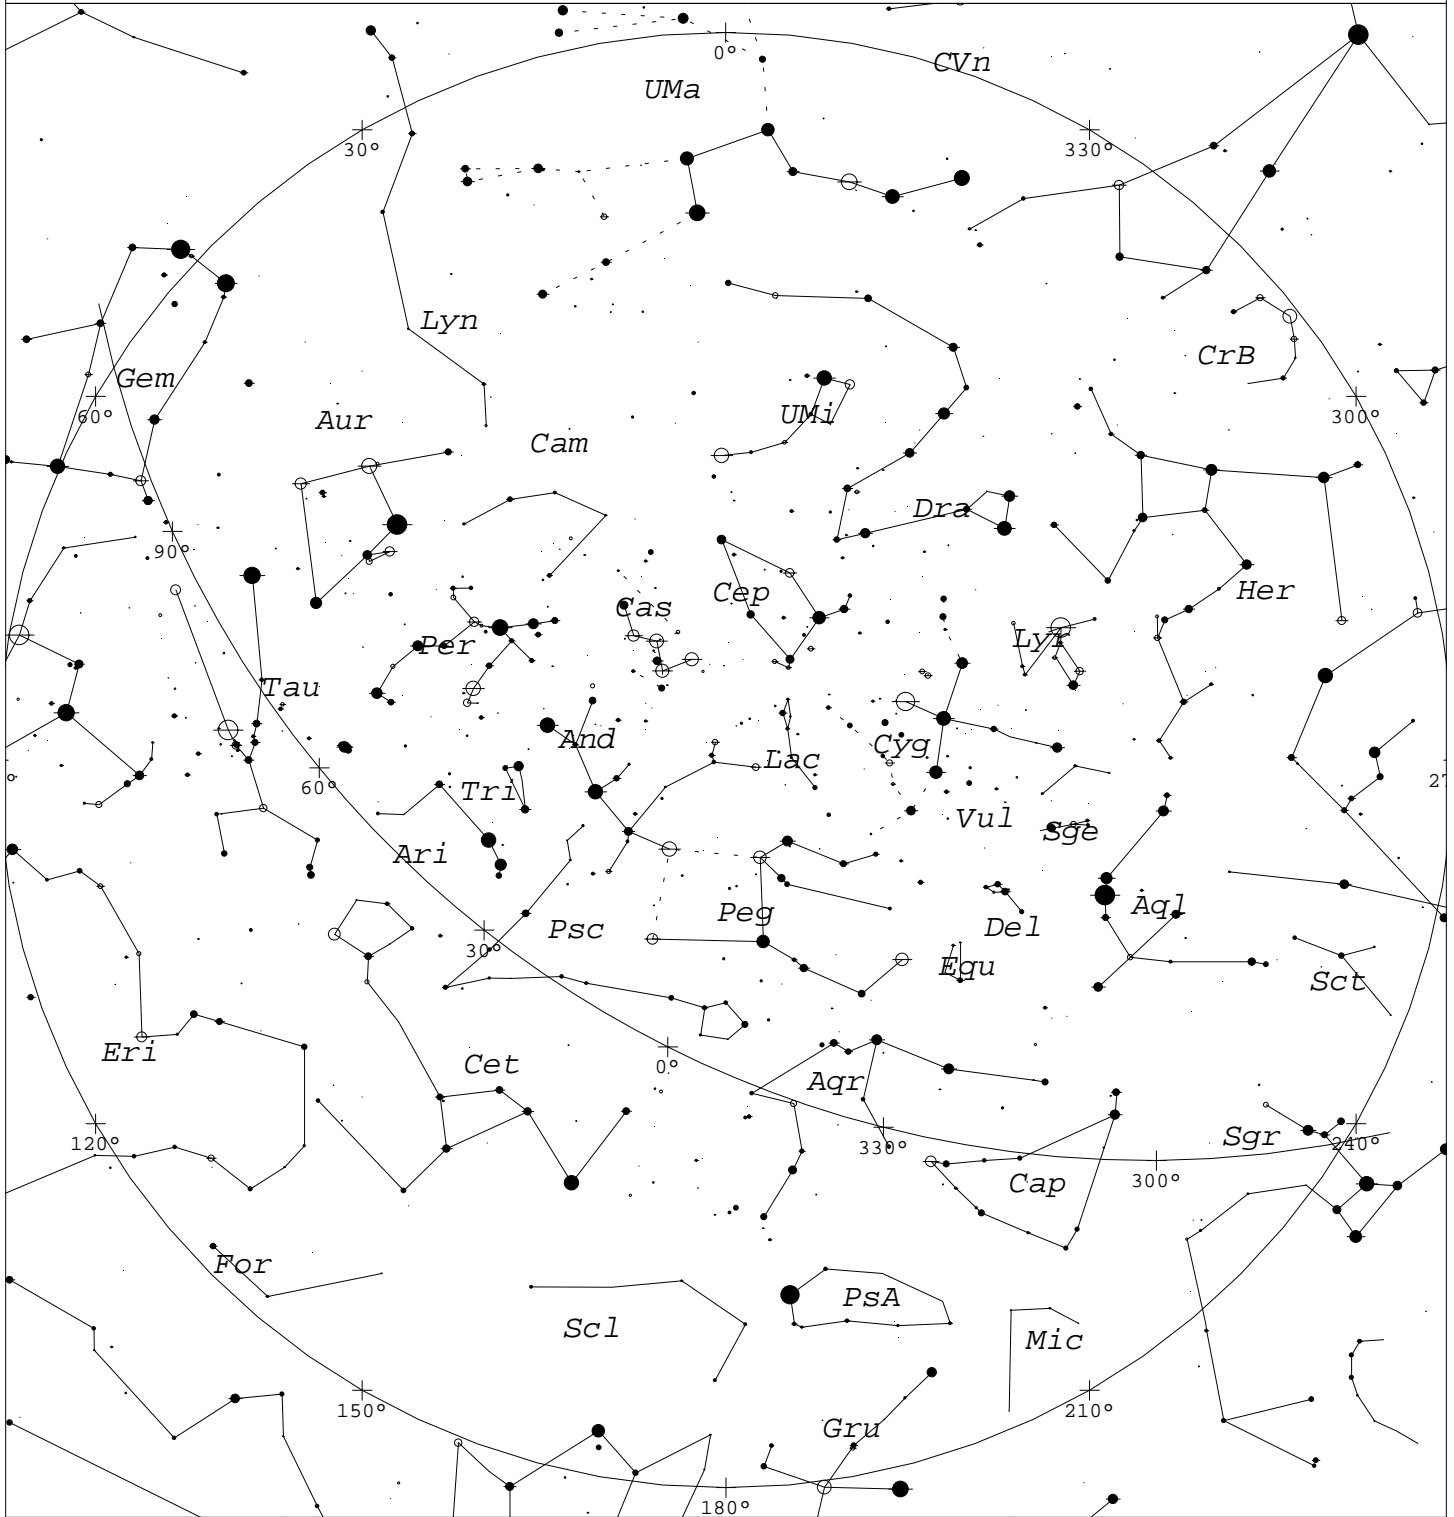 0°
CVn
UMa
30°
330°
Lyn
CrB
Gem
60°
Aur
UMi
300°
Cam
Dra
90°
Cas
Cep
Her
Per
Lyr
Tau
And
Lac
Cyg
60°
Tri
27
Vul
Sge
Ari
Psc
Peg
Del
Aql
30°
Equ
Sct
Eri
Cet
0°
Aqr
120°
330°
Sgr
240°
Cap
300°
For
PsA
Scl
Mic
150°
210°
Gru
180°